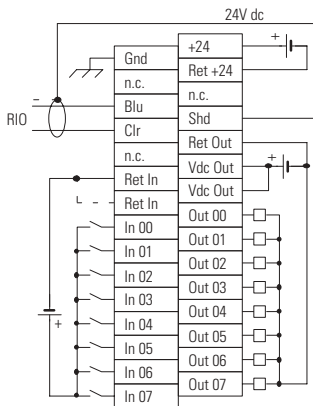 24V dc
+24
+
Gnd
Ret +24
n.c.
n.c.
RIO
Blu
Shd
Clr
Ret Out
n.c.
Vdc Out
+
Ret In
Vdc Out
Ret In
Out 00
In 00
Out 01
In 01
Out 02
In 02
Out 03
In 03
Out 04
In 04
Out 05
In 05
Out 06
In 06
Out 07
In 07
+